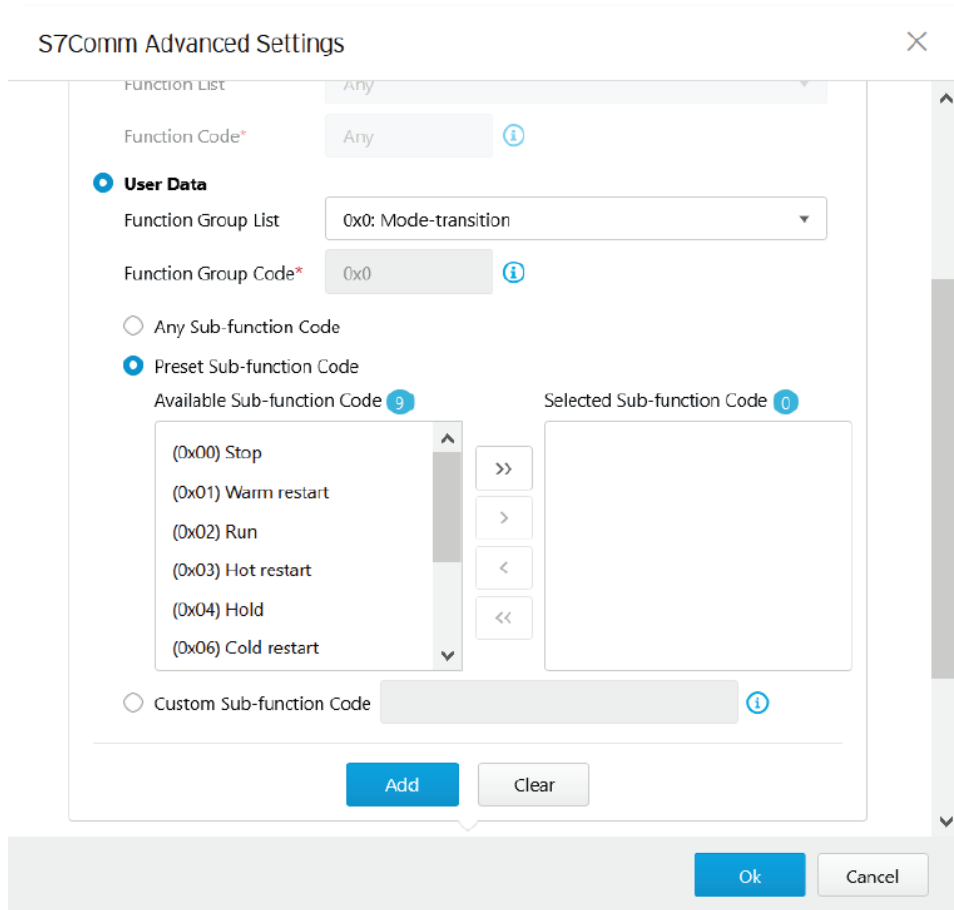 S7Comm Advanced Settings
Function List Any
Function Code* Any
User Data
Function Group List 0x0: Mode-transition
Function Group Code* 0x0
Any Sub-function Code
Preset Sub-function Code
Available Sub-function Code 9 Selected Sub-function Code 0
(0x00) Stop
>>
(0x01) Warm restart
>
(0x02) Run
(0x03) Hot restart
<
(0x04) Hold
<<
(0x06) Cold restart
Custom Sub-function Code
Add Clear
Ok Cancel